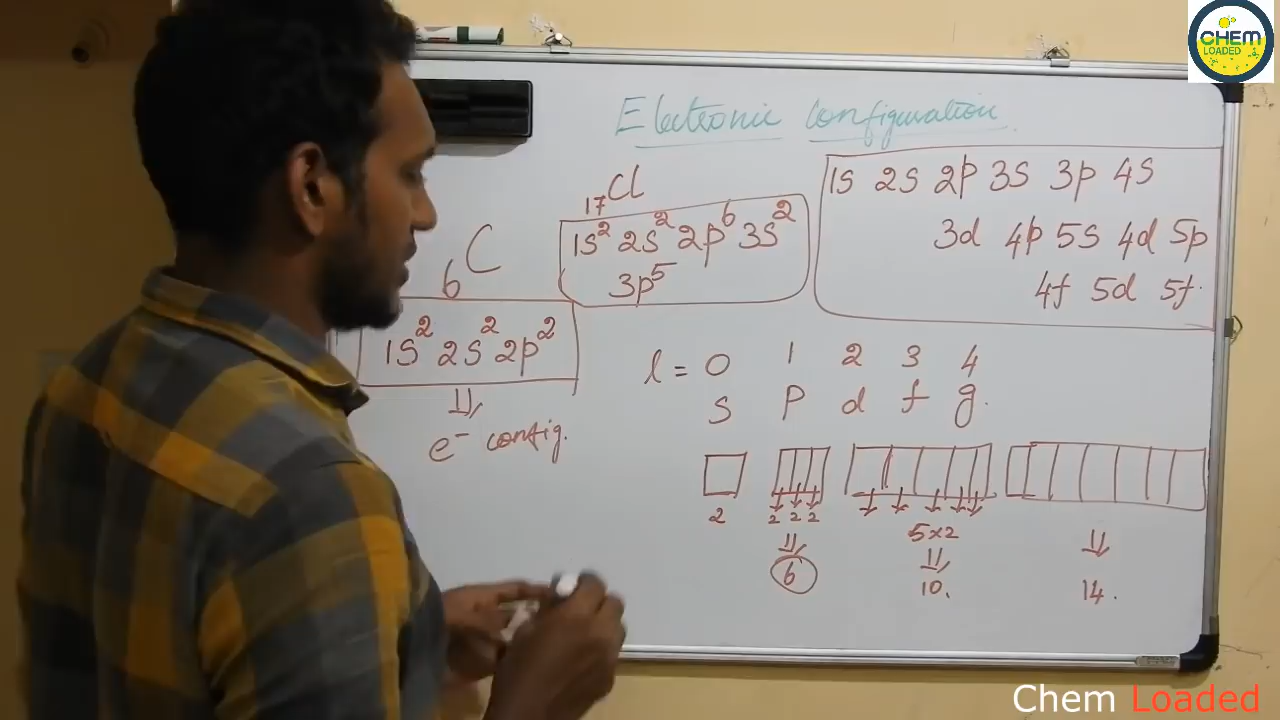 CHEM
LOADED
Electronic configuration
₁₇Cl
1s² 2s² 2p⁶ 3s²
3p⁵
1s 2s 2p 3s 3p 4s
3d 4p 5s 4d 5p
4f 5d 5f.
₆C
1s² 2s² 2p²
e⁻ config.
l = 0 1 2 3 4
s p d f g.
2 2 2 2
5×2
6 10. 14.
Chem Loaded